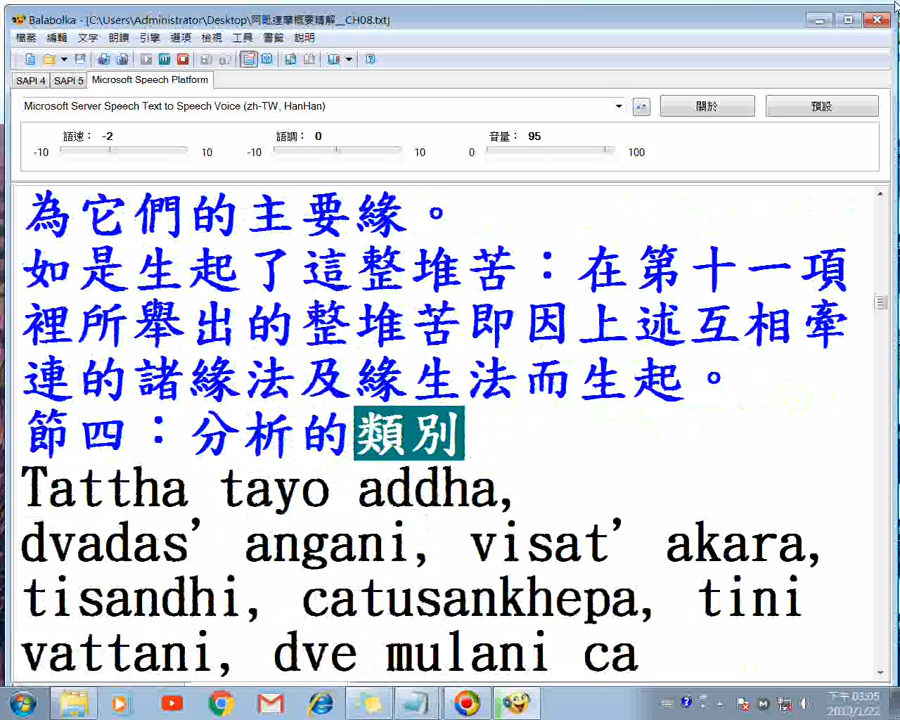 Balabolka - [C:\Users\Administrator\Desktop\阿毗達摩概要精解__CH08.txt]
檔案 編輯 文字 朗讀 引擎 選項 檢視 工具 書籤 說明
SAPI 4 SAPI 5 Microsoft Speech Platform
Microsoft Server Speech Text to Speech Voice (zh-TW, HanHan) 關於 預設
語速： -2 語調： 0 音量： 95
-10 10 -10 10 0 100
為它們的主要緣。
如是生起了這整堆苦：在第十一項
裡所舉出的整堆苦即因上述互相牽
連的諸緣法及緣生法而生起。
節四：分析的類別
Tattha tayo addha,
dvadas' angani, visat' akara,
tisandhi, catusankhepa, tini
vattani, dve mulani ca
下午 03:05
2019/1/22